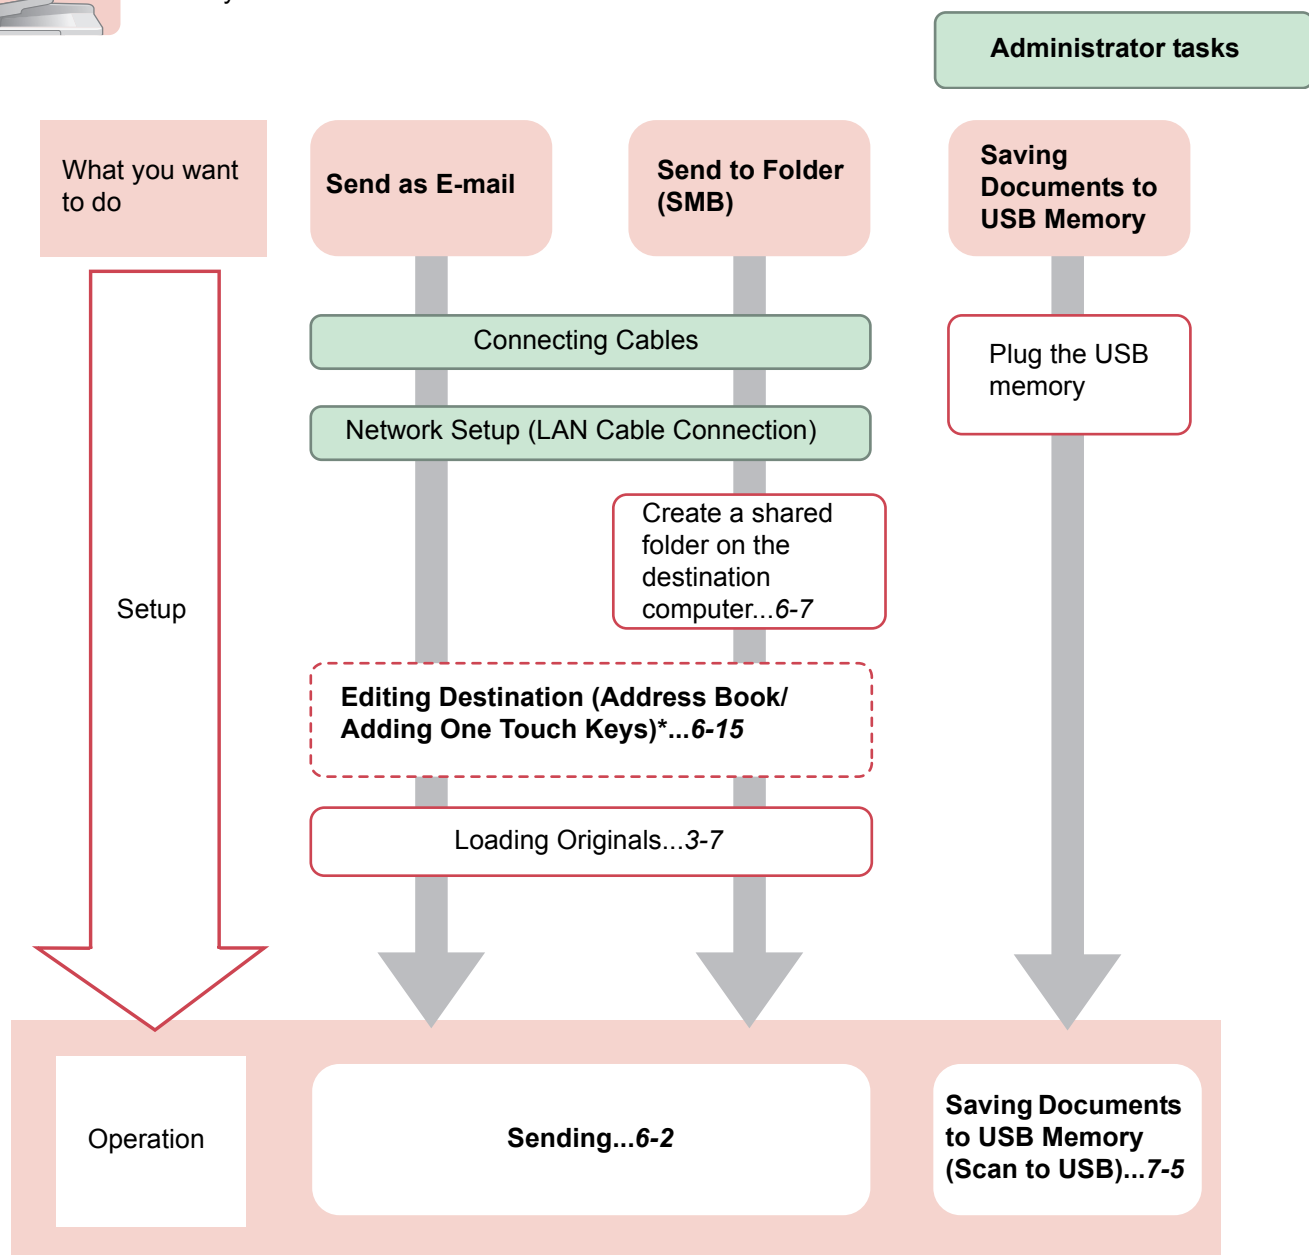 Administrator tasks
What you want
to do
Send as E-mail
Send to Folder
(SMB)
Saving
Documents to
USB Memory
Connecting Cables
Plug the USB
memory
Network Setup (LAN Cable Connection)
Create a shared
folder on the
destination
computer...6-7
Setup
Editing Destination (Address Book/
Adding One Touch Keys)*...6-15
Loading Originals...3-7
Operation
Sending...6-2
Saving Documents
to USB Memory
(Scan to USB)...7-5